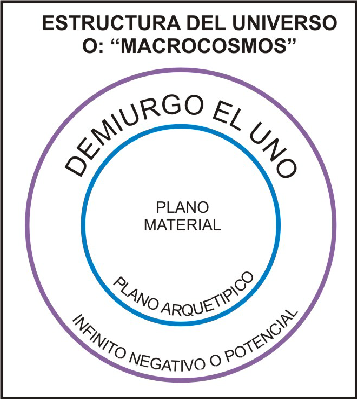 ESTRUCTURA DEL UNIVERSO
O: “MACROCOSMOS”
DEMIURGO EL UNO
PLANO
MATERIAL
PLANO ARQUETIPICO
INFINITO NEGATIVO O POTENCIAL